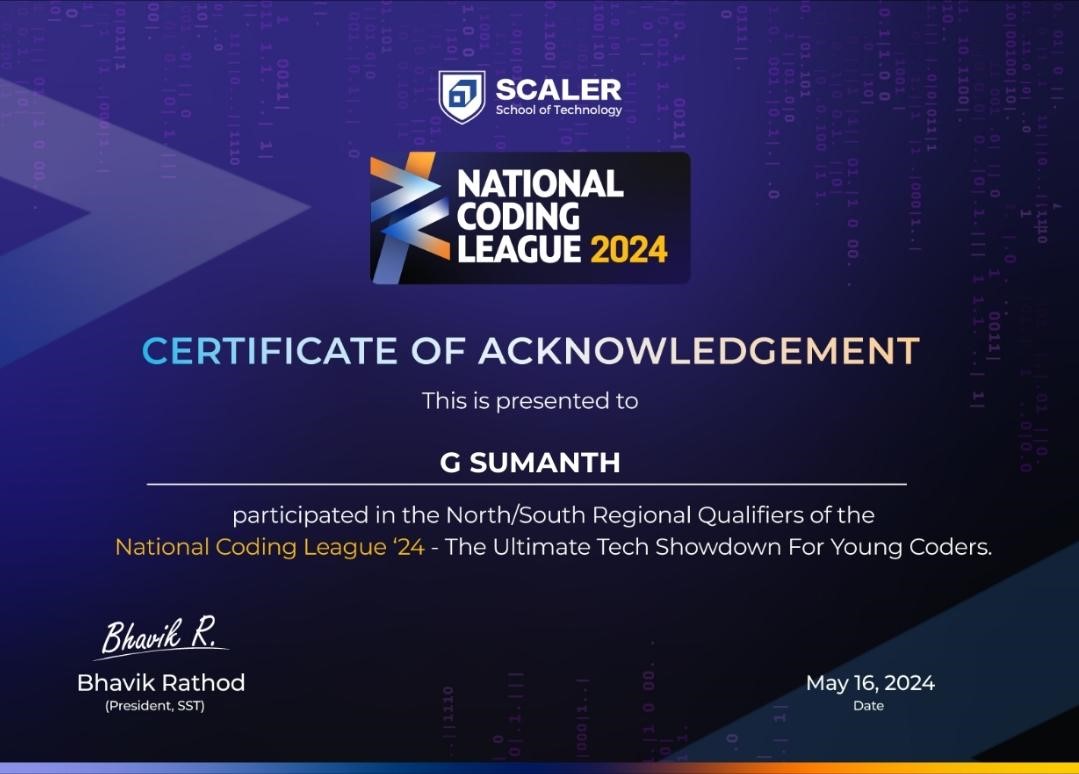 SCALER
School of Technology
NATIONAL
CODING
LEAGUE 2024
CERTIFICATE OF ACKNOWLEDGEMENT
This is presented to
G SUMANTH
participated in the North/South Regional Qualifiers of the
National Coding League ‘24 - The Ultimate Tech Showdown For Young Coders.
Bhavik R.
Bhavik Rathod
(President, SST)
May 16, 2024
Date